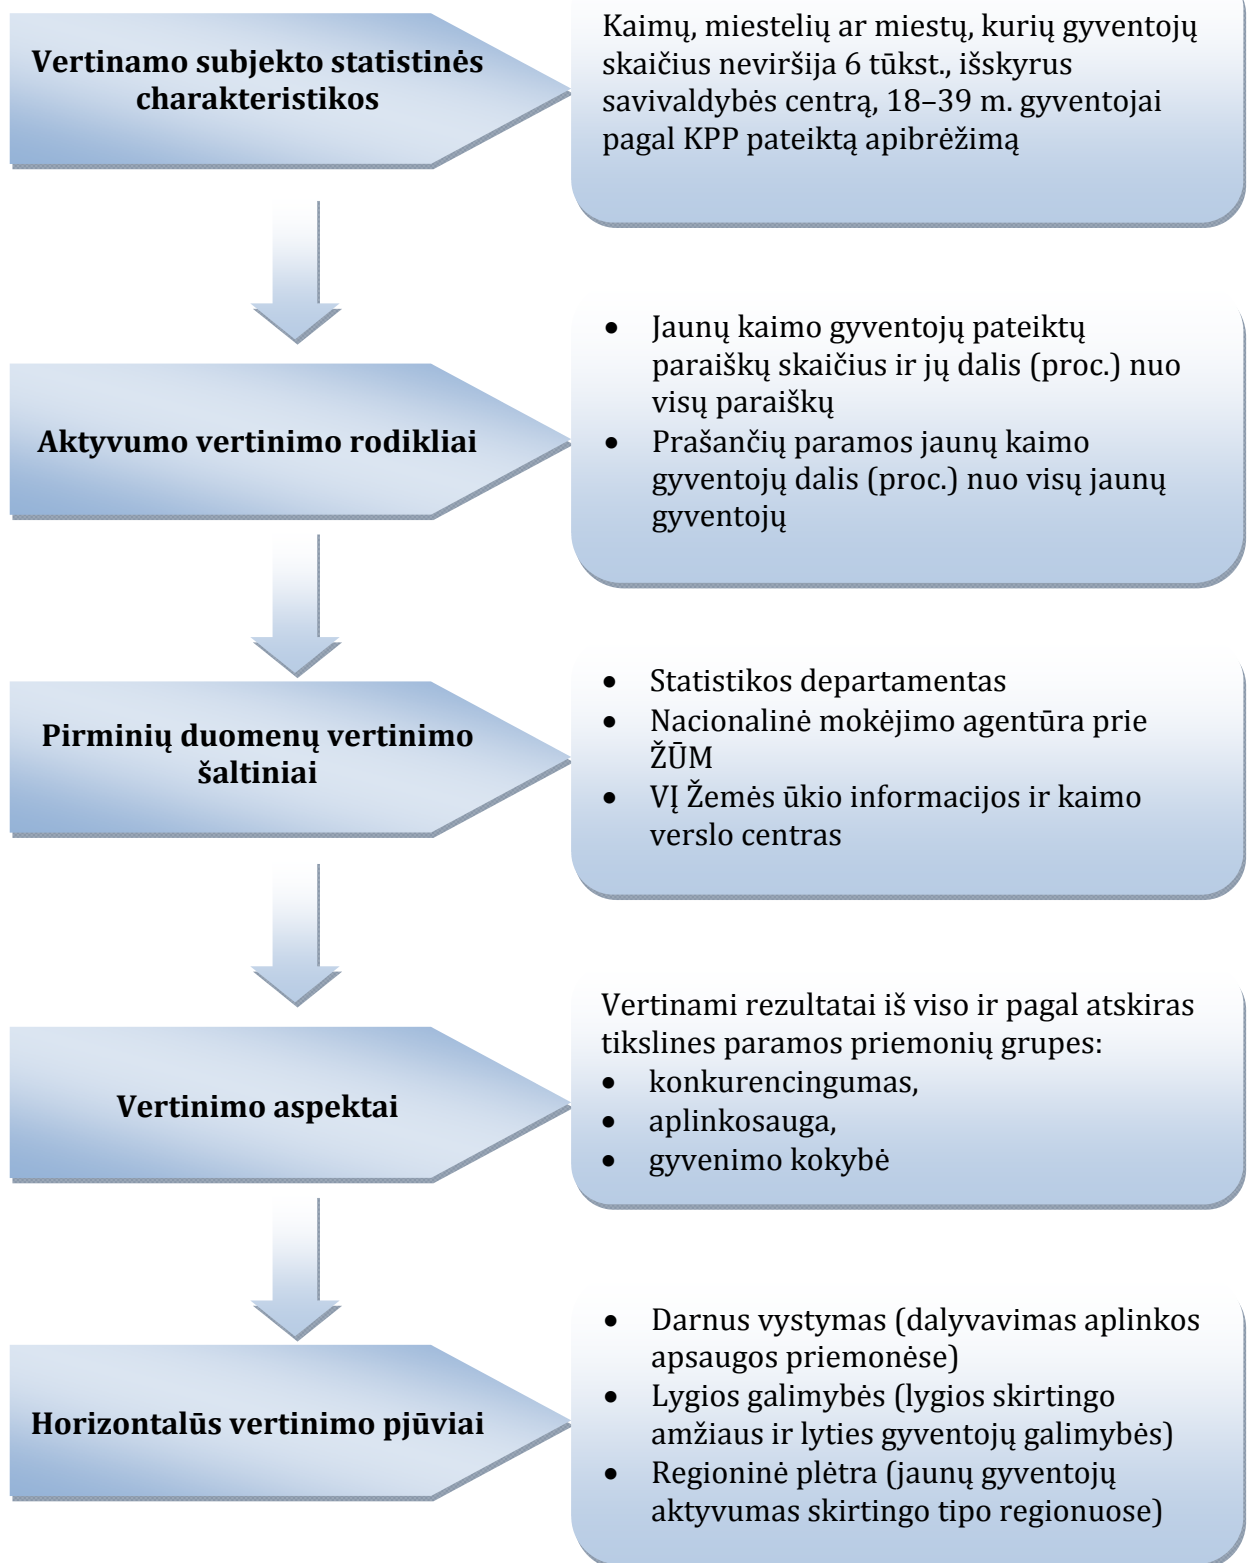 Vertinamo subjekto statistinės
charakteristikos
Kaimų, miestelių ar miestų, kurių gyventojų
skaičius neviršija 6 tūkst., išskyrus
savivaldybės centrą, 18–39 m. gyventojai
pagal KPP pateiktą apibrėžimą
Aktyvumo vertinimo rodikliai
• Jaunų kaimo gyventojų pateiktų
paraiškų skaičius ir jų dalis (proc.) nuo
visų paraiškų
• Prašančių paramos jaunų kaimo
gyventojų dalis (proc.) nuo visų jaunų
gyventojų
Pirminių duomenų vertinimo
šaltiniai
• Statistikos departamentas
• Nacionalinė mokėjimo agentūra prie
ŽŪM
• VĮ Žemės ūkio informacijos ir kaimo
verslo centras
Vertinimo aspektai
Vertinami rezultatai iš viso ir pagal atskiras
tikslines paramos priemonių grupes:
• konkurencingumas,
• aplinkosauga,
• gyvenimo kokybė
Horizontalūs vertinimo pjūviai
• Darnus vystymas (dalyvavimas aplinkos
apsaugos priemonėse)
• Lygios galimybės (lygios skirtingo
amžiaus ir lyties gyventojų galimybės)
• Regioninė plėtra (jaunų gyventojų
aktyvumas skirtingo tipo regionuose)